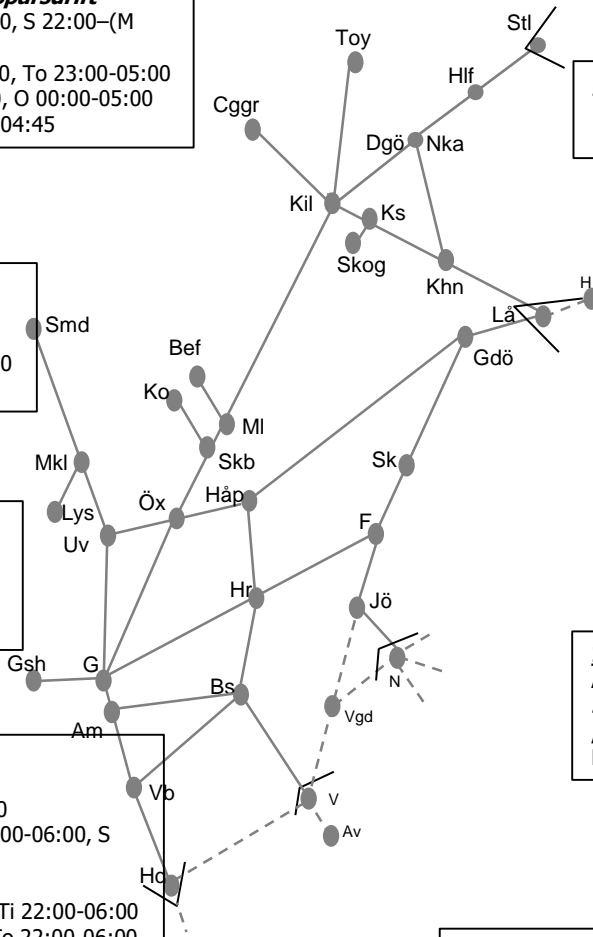 0, S 22:00–(M
0, To 23:00-05:00
, O 00:00-05:00
04:45
Stl
Toy
Hlf
Cggr
Dgö Nka
Kil
Ks
Skog
Khn
H
Lå
Gdö
Smd
0
Bef
Ko
Ml
Skb
Mkl
Sk
Håp
Öx
Lys
F
Uv
Hr
Jö
Gsh
G
N
Bs
Vgd
Am
Vb
V
0
:00-06:00, S
Av
Hd
Ti 22:00-06:00